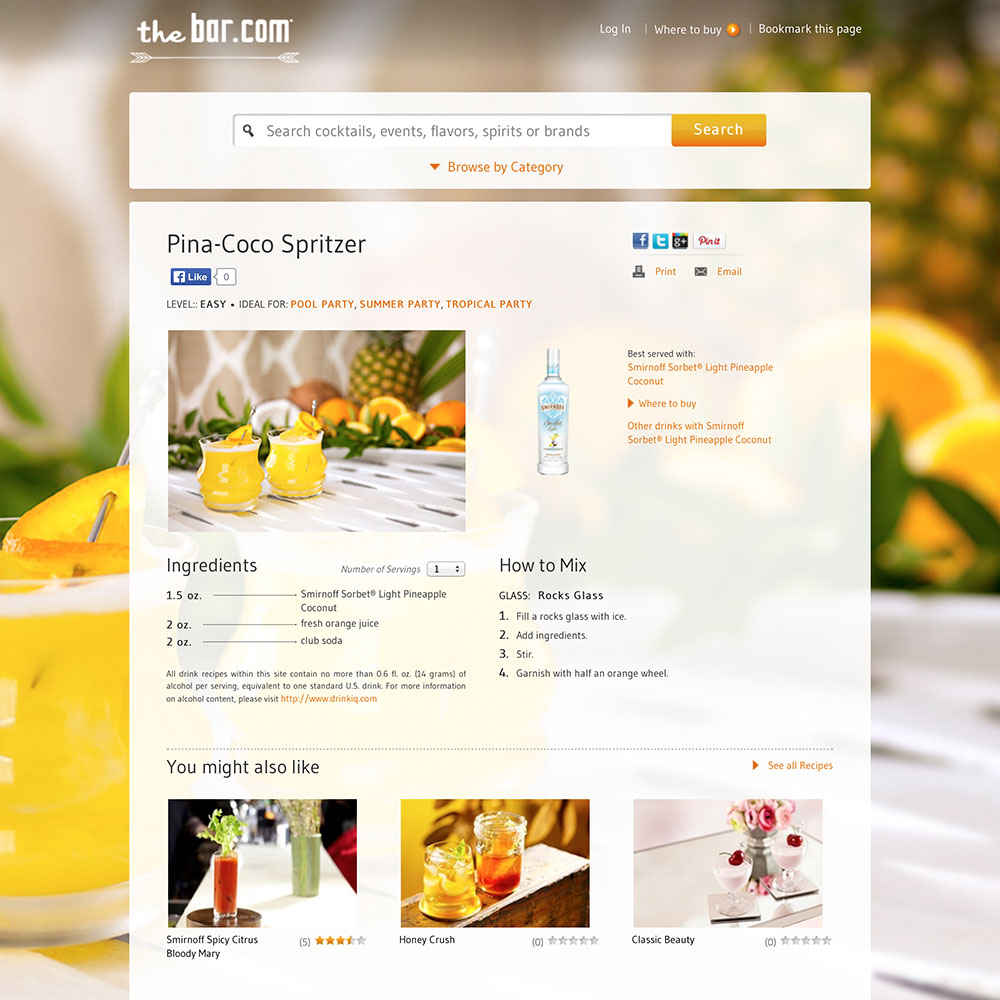 the bar.com
Log In | Where to buy | Bookmark this page
Search cocktails, events, flavors, spirits or brands
Search
Browse by Category
Pina-Coco Spritzer
Like 0
Pin it
Print Email
LEVEL:: EASY • IDEAL FOR: POOL PARTY, SUMMER PARTY, TROPICAL PARTY
SMIRNOFF
Best served with:
Smirnoff Sorbet® Light Pineapple
Coconut
Where to buy
Other drinks with Smirnoff
Sorbet® Light Pineapple Coconut
Ingredients
Number of Servings 1
1.5 oz. Smirnoff Sorbet® Light Pineapple
Coconut
2 oz. fresh orange juice
2 oz. club soda
All drink recipes within this site contain no more than 0.6 fl. oz. (14 grams) of
alcohol per serving, equivalent to one standard U.S. drink. For more information
on alcohol content, please visit http://www.drinkiq.com
How to Mix
GLASS: Rocks Glass
1. Fill a rocks glass with ice.
2. Add ingredients.
3. Stir.
4. Garnish with half an orange wheel.
You might also like
See all Recipes
Smirnoff Spicy Citrus
Bloody Mary
(5)
Honey Crush
(0)
Classic Beauty
(0)